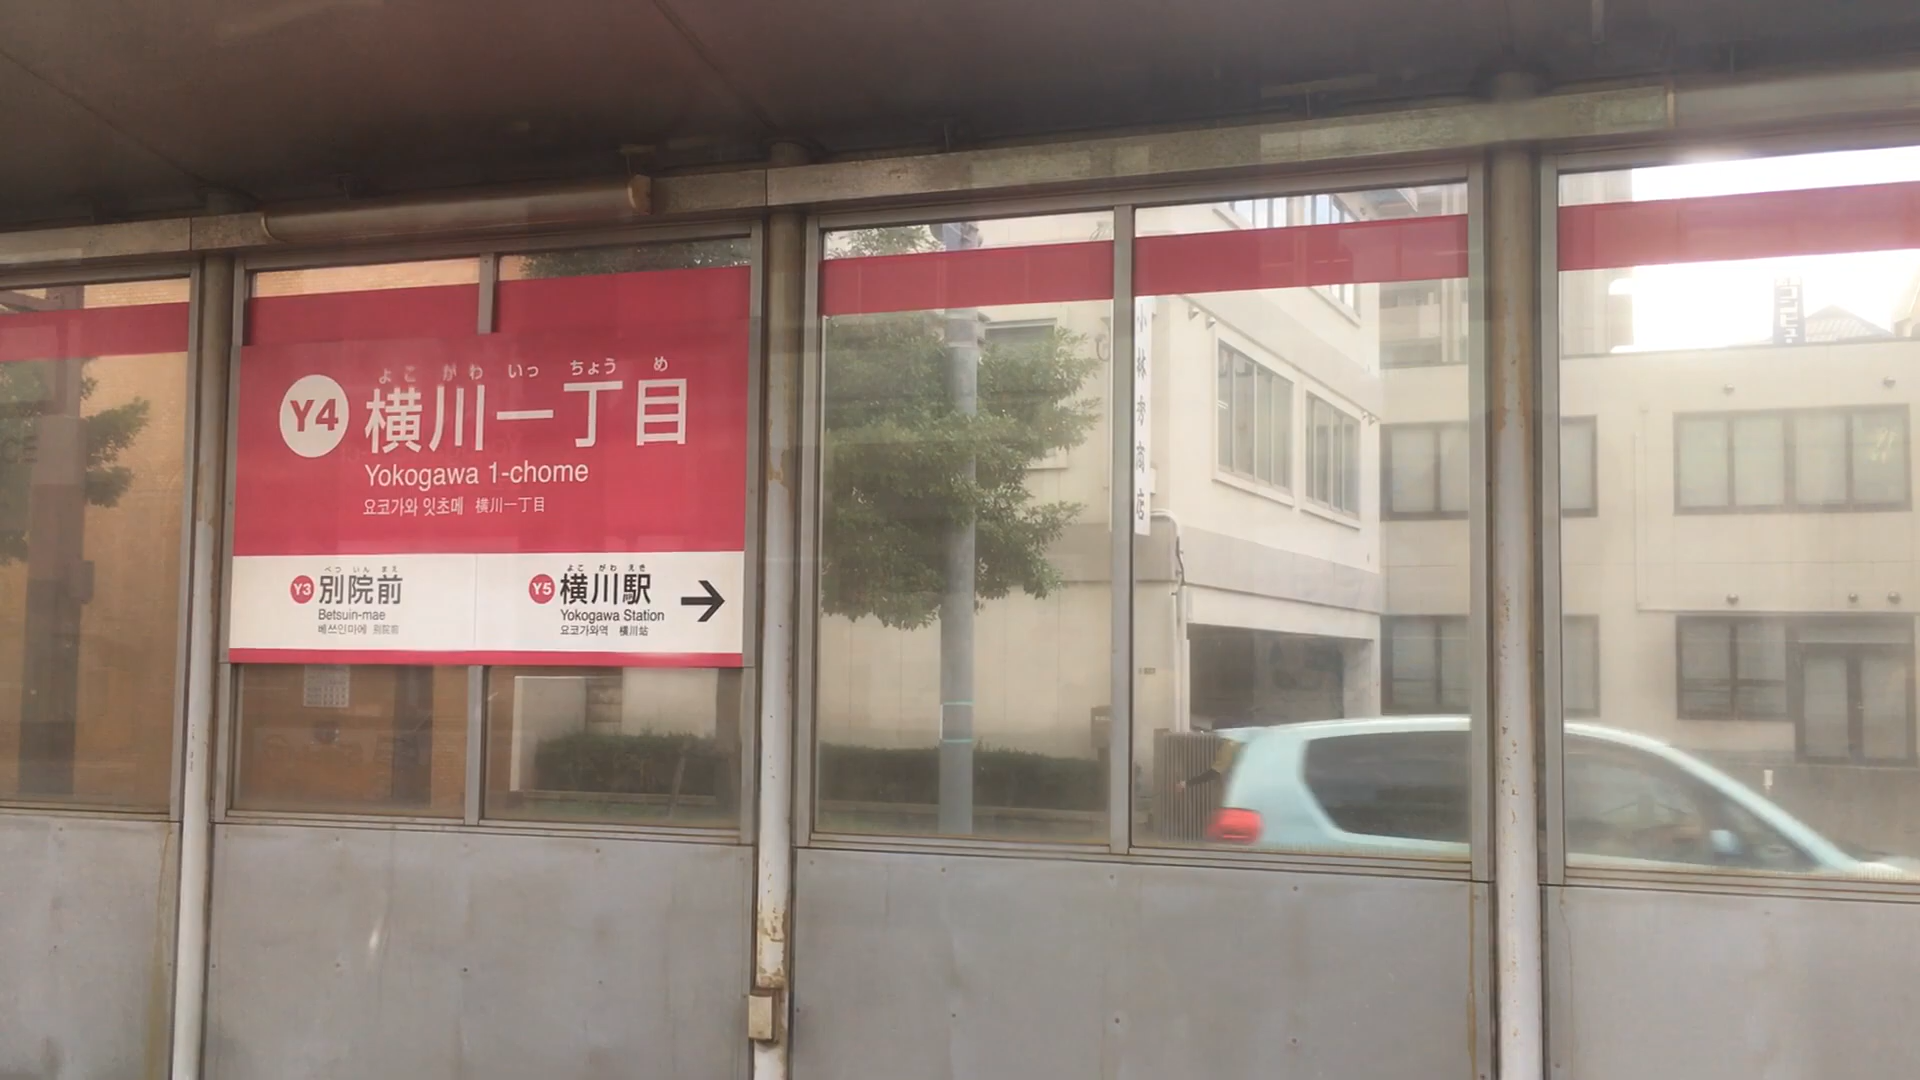 よこ がわ いっ ちょう め
Y4 横川一丁目
Yokogawa 1-chome
요코가와 잇초메 横川一丁目
べつ いん まえ
Y3 別院前
Betsuin-mae
베쓰인마에 別院前
よこ がわ えき
Y5 横川駅 →
Yokogawa Station
요코가와역 横川站
小林秀商店